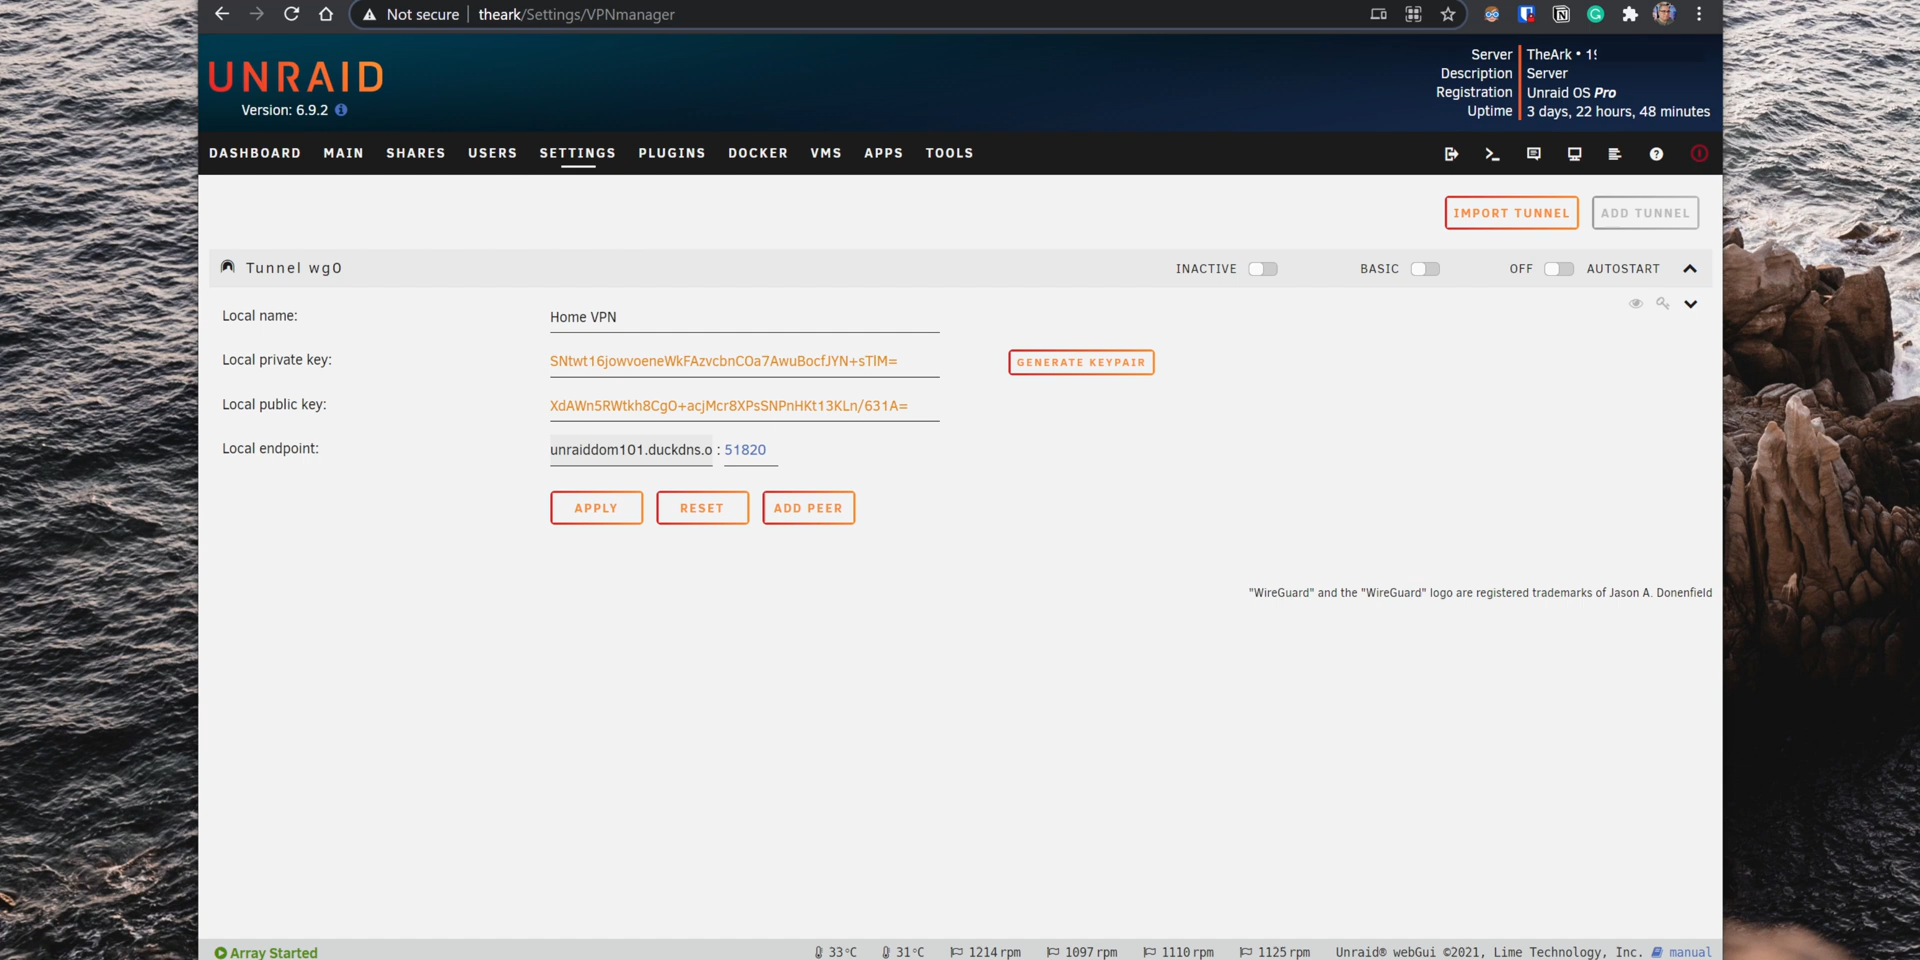 Not secure theark/Settings/VPNmanager
UNRAID
Version: 6.9.2
Server TheArk •
Description Server
Registration Unraid OS Pro
Uptime 3 days, 22 hours, 48 minutes
DASHBOARD MAIN SHARES USERS SETTINGS PLUGINS DOCKER VMS APPS TOOLS
IMPORT TUNNEL ADD TUNNEL
Tunnel wg0 INACTIVE BASIC OFF AUTOSTART
Local name: Home VPN
Local private key: SNtwt16jowvoeneWkFAzvcbnCOa7AwuBocfJYN+sTlM= GENERATE KEYPAIR
Local public key: XdAWn5RWtkh8CgO+acjMcr8XPsSNPnHKt13KLn/631A=
Local endpoint: unraiddom101.duckdns.o : 51820
APPLY RESET ADD PEER
"WireGuard" and the "WireGuard" logo are registered trademarks of Jason A. Donenfield
Array Started 33°C 31°C 1214 rpm 1097 rpm 1110 rpm 1125 rpm Unraid® webGui ©2021, Lime Technology, Inc. manual